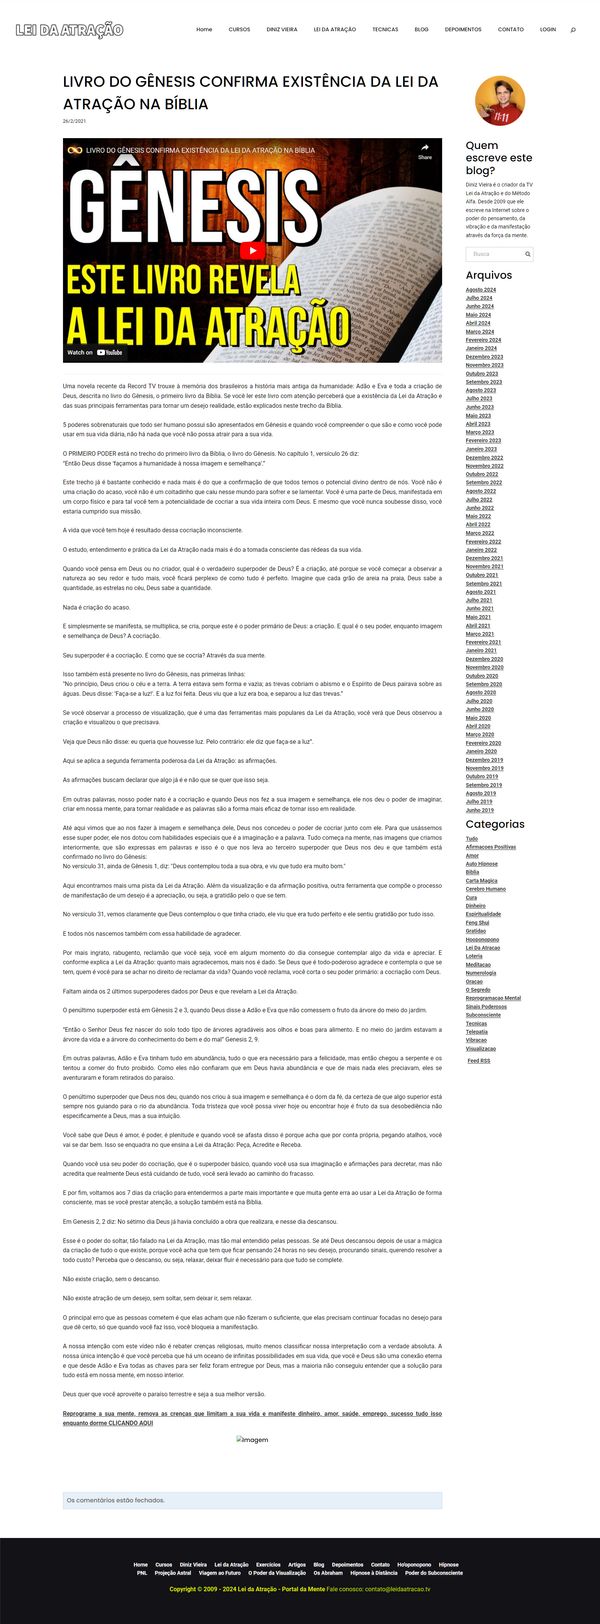 LEI DA ATRAÇÃO
Home CURSOS DINIZ VIEIRA LEI DA ATRAÇÃO TECNICAS BLOG DEPOIMENTOS CONTATO LOGIN
LIVRO DO GÊNESIS CONFIRMA EXISTÊNCIA DA LEI DA
ATRAÇÃO NA BÍBLIA
26/2/2021
LIVRO DO GÊNESIS CONFIRMA EXISTÊNCIA DA LEI DA ATRAÇÃO NA BÍBLIA
Share
GÊNESIS
ESTE LIVRO REVELA
A LEI DA ATRAÇÃO
Watch on YouTube
Uma novela recente da Record TV trouxe à memória dos brasileiros a história mais antiga da humanidade: Adão e Eva e toda a criação de
Deus, descrita no livro do Gênesis, o primeiro livro da Bíblia. Se você ler este livro com atenção perceberá que a existência da Lei da Atração e
das suas principais ferramentas para tornar um desejo realidade, estão explicados neste trecho da Bíblia.
5 poderes sobrenaturais que todo ser humano possui são apresentados em Gênesis e quando você compreender o que são e como você pode
usar em sua vida diária, não há nada que você não possa atrair para a sua vida.
O PRIMEIRO PODER está no trecho do primeiro livro da Bíblia, o livro do Gênesis. No capítulo 1, versículo 26 diz:
"Então Deus disse 'façamos a humanidade à nossa imagem e semelhança'."
Este trecho já é bastante conhecido e nada mais é do que a confirmação de que todos temos o potencial divino dentro de nós. Você não é
uma criação do acaso, você não é um coitadinho que caiu nesse mundo para sofrer e se lamentar. Você é uma parte de Deus, manifestada em
um corpo físico e para tal você tem a potencialidade de cocriar a sua vida inteira com Deus. E mesmo que você nunca soubesse disso, você
estaria cumprido sua missão.
A vida que você tem hoje é resultado dessa cocriação inconsciente.
O estudo, entendimento e prática da Lei da Atração nada mais é do a tomada consciente das rédeas da sua vida.
Quando você pensa em Deus ou no criador, qual é o verdadeiro superpoder de Deus? É a criação, até porque se você começar a observar a
natureza ao seu redor e tudo mais, você ficará perplexo de como tudo é perfeito. Imagine que cada grão de areia na praia, Deus sabe a
quantidade, as estrelas no céu, Deus sabe a quantidade.
Nada é criação do acaso.
E simplesmente se manifesta, se multiplica, se cria, porque este é o poder primário de Deus: a criação. E qual é o seu poder, enquanto imagem
e semelhança de Deus? A cocriação.
Seu superpoder é a cocriação. E como que se cocria? Através da sua mente.
Isso também está presente no livro do Gênesis, nas primeiras linhas:
"No princípio, Deus criou o céu e a terra. A terra estava sem forma e vazia; as trevas cobriam o abismo e o Espírito de Deus pairava sobre as
águas. Deus disse: 'Faça-se a luz!'. E a luz foi feita. Deus viu que a luz era boa, e separou a luz das trevas."
Se você observar o processo de visualização, que é uma das ferramentas mais populares da Lei da Atração, você verá que Deus observou a
criação e visualizou o que precisava.
Veja que Deus não disse: eu queria que houvesse luz. Pelo contrário: ele diz que faça-se a luz".
Aqui se aplica a segunda ferramenta poderosa da Lei da Atração: as afirmações.
As afirmações buscam declarar que algo já é e não que se quer que isso seja.
Em outras palavras, nosso poder nato é a cocriação e quando Deus nos fez a sua imagem e semelhança, ele nos deu o poder de imaginar,
criar em nossa mente, para tornar realidade e as palavras são a forma mais eficaz de tornar isso em realidade.
Até aqui vimos que ao nos fazer à imagem e semelhança dele, Deus nos concedeu o poder de cocriar junto com ele. Para que usássemos
esse super poder, ele nos dotou com habilidades especiais que é a imaginação e a palavra. Tudo começa na mente, nas imagens que criamos
interiormente, que são expressas em palavras e isso é o que nos leva ao terceiro superpoder que Deus nos deu e que também está
confirmado no livro do Gênesis:
No versículo 31, ainda de Gênesis 1, diz: "Deus contemplou toda a sua obra, e viu que tudo era muito bom."
Aqui encontramos mais uma pista da Lei da Atração. Além da visualização e da afirmação positiva, outra ferramenta que compõe o processo
de manifestação de um desejo é a apreciação, ou seja, a gratidão pelo o que se tem.
No versículo 31, vemos claramente que Deus contemplou o que tinha criado, ele viu que era tudo perfeito e ele sentiu gratidão por tudo isso.
E todos nós nascemos também com essa habilidade de agradecer.
Por mais ingrato, rabugento, reclamão que você seja, você em algum momento do dia consegue contemplar algo da vida e apreciar. E
conforme explica a Lei da Atração: quanto mais agradecemos, mais nos é dado. Se Deus que é todo-poderoso agradece e contempla o que se
tem, quem é você para se achar no direito de reclamar da vida? Quando você reclama, você corta o seu poder primário: a cocriação com Deus.
Faltam ainda os 2 últimos superpoderes dados por Deus e que revelam a Lei da Atração.
O penúltimo superpoder está em Gênesis 2 e 3, quando Deus disse a Adão e Eva que não comessem o fruto da árvore do meio do jardim.
"Então o Senhor Deus fez nascer do solo todo tipo de árvores agradáveis aos olhos e boas para alimento. E no meio do jardim estavam a
árvore da vida e a árvore do conhecimento do bem e do mal" Genesis 2, 9.
Em outras palavras, Adão e Eva tinham tudo em abundância, tudo o que era necessário para a felicidade, mas então chegou a serpente e os
tentou a comer do fruto proibido. Como eles não confiaram que em Deus havia abundância e que de mais nada eles precisavam, eles se
aventuraram e foram retirados do paraíso.
O penúltimo superpoder que Deus nos deu, quando nos criou à sua imagem e semelhança é o dom da fé, da certeza de que algo superior está
sempre nos guiando para o rio da abundância. Toda tristeza que você possa viver hoje ou encontrar hoje é fruto da sua desobediência não
especificamente a Deus, mas a sua intuição.
Você sabe que Deus é amor, é poder, é plenitude e quando você se afasta disso é porque acha que por conta própria, pegando atalhos, você
vai se dar bem. Isso se enquadra no que ensina a Lei da Atração: Peça, Acredite e Receba.
Quando você usa seu poder do cocriação, que é o superpoder básico, quando você usa sua imaginação e afirmações para decretar, mas não
acredita que realmente Deus está cuidando de tudo, você será levado ao caminho do fracasso.
E por fim, voltamos aos 7 dias da criação para entendermos a parte mais importante e que muita gente erra ao usar a Lei da Atração de forma
consciente, mas se você prestar atenção, a solução também está na Bíblia.
Em Genesis 2, 2 diz: No sétimo dia Deus já havia concluído a obra que realizara, e nesse dia descansou.
Esse é o poder do soltar, tão falado na Lei da Atração, mas tão mal entendido pelas pessoas. Se até Deus descansou depois de usar a mágica
da criação de tudo o que existe, porque você acha que tem que ficar pensando 24 horas no seu desejo, procurando sinais, querendo resolver a
todo custo? Perceba que o descanso, ou seja, relaxar, deixar fluir é necessário para que tudo se complete.
Não existe criação, sem o descanso.
Não existe atração de um desejo, sem soltar, sem deixar ir, sem relaxar.
O principal erro que as pessoas cometem é que elas acham que não fizeram o suficiente, que elas precisam continuar focadas no desejo para
que dê certo, só que quando você faz isso, você bloqueia a manifestação.
A nossa intenção com este vídeo não é rebater crenças religiosas, muito menos classificar nossa interpretação com a verdade absoluta. A
nossa única intenção é que você perceba que há um oceano de infinitas possibilidades em sua vida, que você e Deus são uma conexão eterna
e que desde Adão e Eva todas as chaves para ser feliz foram entregue por Deus, mas a maioria não conseguiu entender que a solução para
tudo está em nossa mente, em nosso interior.
Deus quer que você aproveite o paraíso terrestre e seja a sua melhor versão.
Reprograme a sua mente, remova as crenças que limitam a sua vida e manifeste dinheiro, amor, saúde, emprego, sucesso tudo isso
enquanto dorme CLICANDO AQUI
Imagem
Os comentários estão fechados.
11:11
Quem
escreve este
blog?
Diniz Vieira é o criador da TV
Lei da Atração e do Método
Alfa. Desde 2009 que ele
escreve na Internet sobre o
poder do pensamento, da
vibração e da manifestação
através da força da mente.
Busca
Arquivos
Agosto 2024
Julho 2024
Junho 2024
Maio 2024
Abril 2024
Março 2024
Fevereiro 2024
Janeiro 2024
Dezembro 2023
Novembro 2023
Outubro 2023
Setembro 2023
Agosto 2023
Julho 2023
Junho 2023
Maio 2023
Abril 2023
Março 2023
Fevereiro 2023
Janeiro 2023
Dezembro 2022
Novembro 2022
Outubro 2022
Setembro 2022
Agosto 2022
Julho 2022
Junho 2022
Maio 2022
Abril 2022
Março 2022
Fevereiro 2022
Janeiro 2022
Dezembro 2021
Novembro 2021
Outubro 2021
Setembro 2021
Agosto 2021
Julho 2021
Junho 2021
Maio 2021
Abril 2021
Março 2021
Fevereiro 2021
Janeiro 2021
Dezembro 2020
Novembro 2020
Outubro 2020
Setembro 2020
Agosto 2020
Julho 2020
Junho 2020
Maio 2020
Abril 2020
Março 2020
Fevereiro 2020
Janeiro 2020
Dezembro 2019
Novembro 2019
Outubro 2019
Setembro 2019
Agosto 2019
Julho 2019
Junho 2019
Categorias
Tudo
Afirmacoes Positivas
Amor
Auto Hipnose
Biblia
Carta Magica
Cerebro Humano
Cura
Dinheiro
Espiritualidade
Feng Shui
Gratidao
Hooponopono
Lei Da Atracao
Loteria
Meditacao
Numerologia
Oracao
O Segredo
Reprogramacao Mental
Sinais Poderosos
Subconsciente
Tecnicas
Telepatia
Vibracao
Visualizacao
Feed RSS
Home Cursos Diniz Vieira Lei da Atração Exercícios Artigos Blog Depoimentos Contato Ho'oponopono Hipnose
PNL Projeção Astral Viagem ao Futuro O Poder da Visualização Os Abraham Hipnose à Distância Poder do Subconsciente
Copyright © 2009 - 2024 Lei da Atração - Portal da Mente Fale conosco: contato@leidaatracao.tv